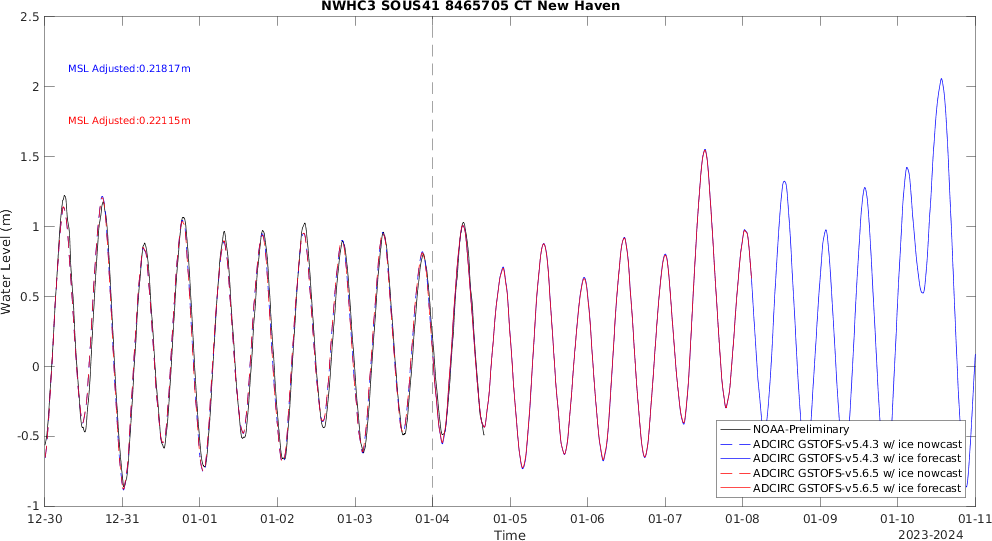 NWHC3 SOUS41 8465705 CT New Haven
2.5
2
1.5
1
0.5
0
-0.5
-1
Water Level (m)
MSL Adjusted:0.21817m
MSL Adjusted:0.22115m
NOAA-Preliminary
ADCIRC GSTOFS-v5.4.3 w/ ice nowcast
ADCIRC GSTOFS-v5.4.3 w/ ice forecast
ADCIRC GSTOFS-v5.6.5 w/ ice nowcast
ADCIRC GSTOFS-v5.6.5 w/ ice forecast
12-30 12-31 01-01 01-02 01-03 01-04 01-05 01-06 01-07 01-08 01-09 01-10 01-11
Time
2023-2024